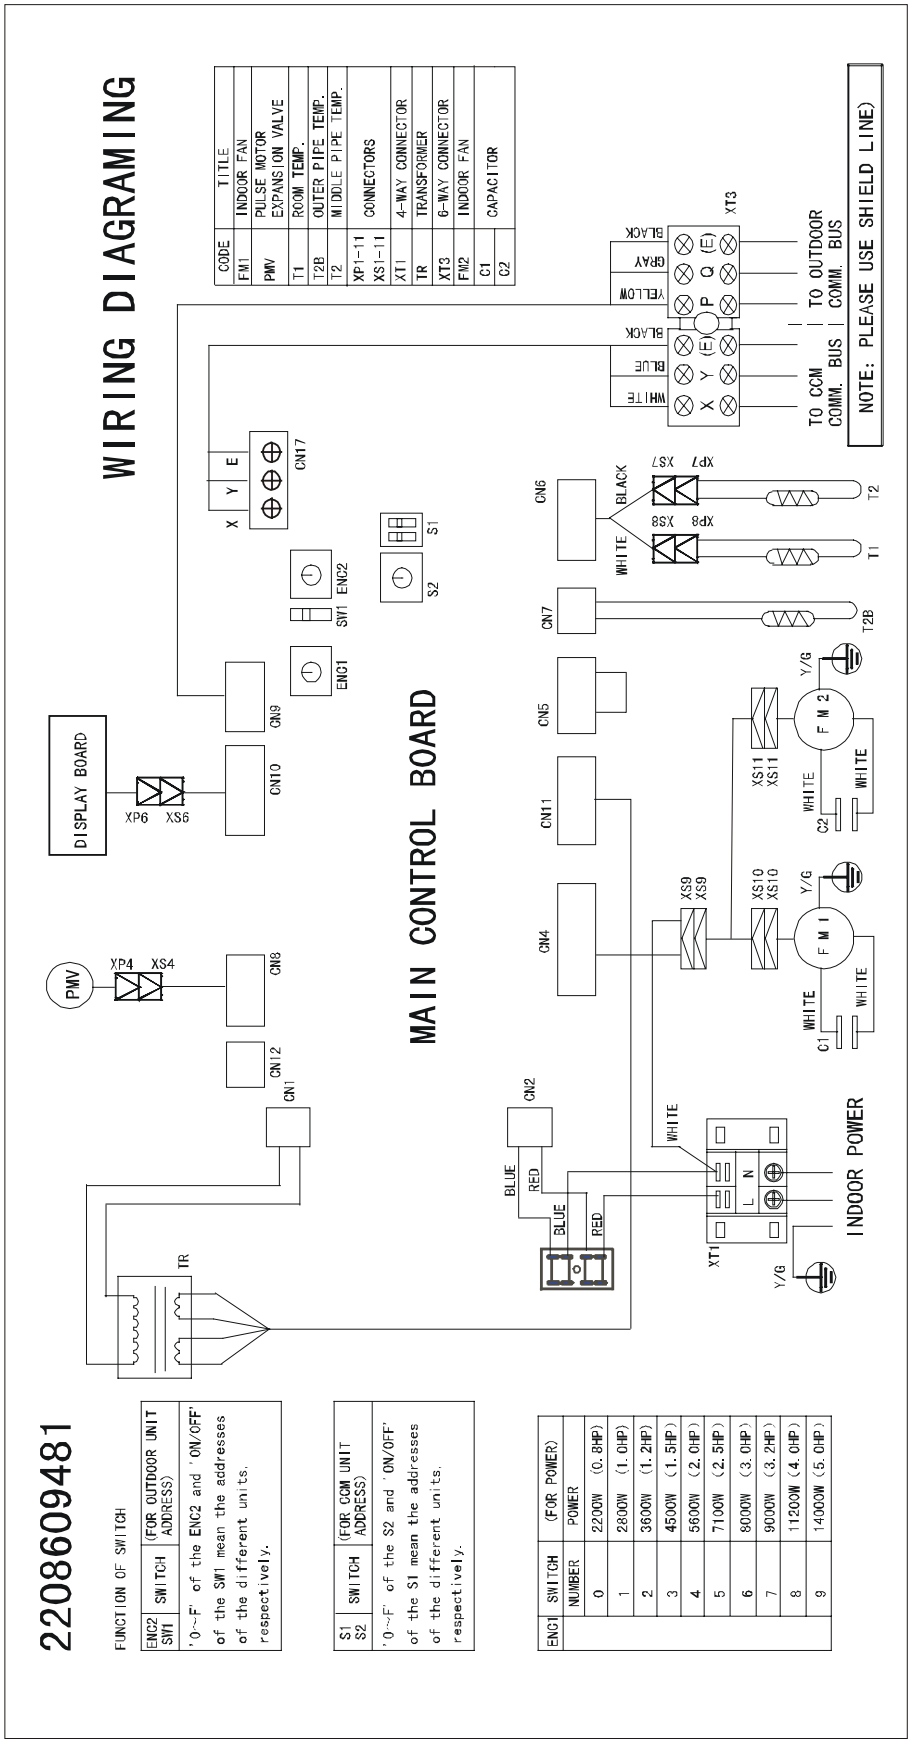 WIRING DIAGRAMING
2208609481
CODE TITLE
FM1 INDOOR FAN
PMV PULSE MOTOR
EXPANSION VALVE
T1 ROOM TEMP.
T2B OUTER PIPE TEMP.
T2 MIDDLE PIPE TEMP.
XP1-11
XS1-11
CONNECTORS
XT1 4-WAY CONNECTOR
TR TRANSFORMER
XT3 6-WAY CONNECTOR
FM2 INDOOR FAN
C1
C2
CAPACITOR
FUNCTION OF SWITCH
ENC2
SW1
SWITCH
(FOR OUTDOOR UNIT
ADDRESS)
'0~F' of the ENC2 and 'ON/OFF'
of the SW1 mean the addresses
of the different units,
respectively.
S1
S2
SWITCH
(FOR CCM UNIT
ADDRESS)
'0~F' of the S2 and 'ON/OFF'
of the S1 mean the addresses
of the different units,
respectively.
ENC1 SWITCH (FOR POWER)
NUMBER POWER
0 2200W (0.8HP)
1 2800W (1.0HP)
2 3600W (1.2HP)
3 4500W (1.5HP)
4 5600W (2.0HP)
5 7100W (2.5HP)
6 8000W (3.0HP)
7 9000W (3.2HP)
8 11200W (4.0HP)
9 14000W (5.0HP)
TR
CN1
CN12
PMV
XP4 XS4
CN8
DISPLAY BOARD
XP6 XS6
CN10
CN9
ENC1
SW1
ENC2
S2
S1
X Y E
CN17
MAIN CONTROL BOARD
CN2
BLUE
RED
BLUE
RED
CN4
CN11
CN5
CN7
CN6
WHITE BLACK
XS8 XP8
XS7 XP7
T2B
T1
T2
WHITE BLUE BLACK YELLOW GRAY BLACK
X Y (E) P Q (E)
XT3
TO CCM
COMM. BUS
TO OUTDOOR
COMM. BUS
NOTE: PLEASE USE SHIELD LINE)
WHITE
XS9
XS9
XS10
XS10
XS11
XS11
FM1
FM2
Y/G
Y/G
WHITE
WHITE
C1
WHITE
WHITE
C2
L N
XT1
Y/G
INDOOR POWER